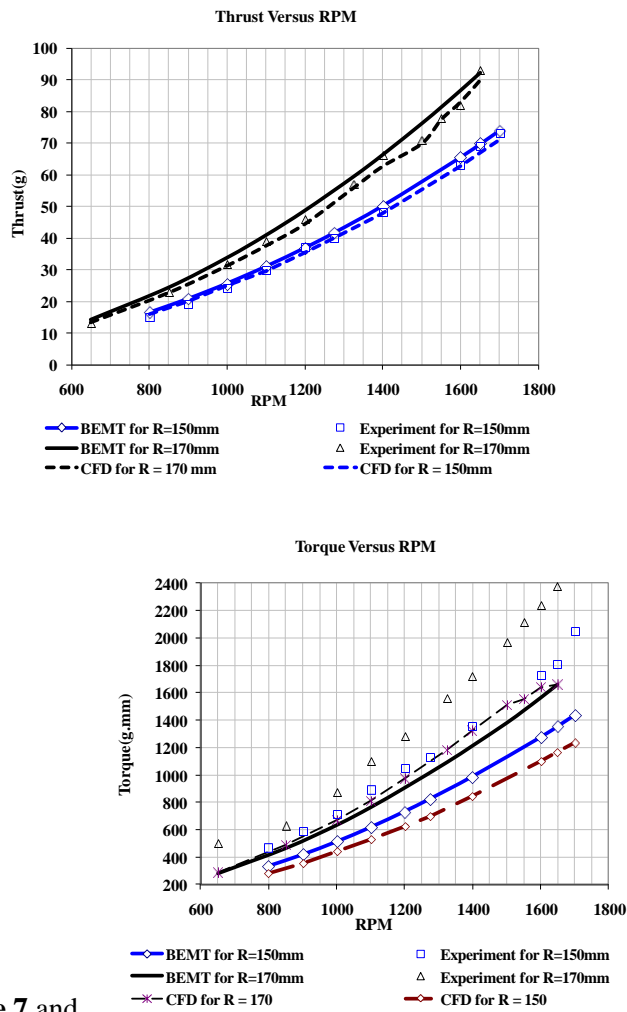 Thrust Versus RPM
100
90
80
70
60
50
40
30
20
10
0
Thrust(g)
600 800 1000 1200 1400 1600 1800
RPM
BEMT for R=150mm Experiment for R=150mm
BEMT for R=170mm Experiment for R=170mm
CFD for R = 170 mm CFD for R = 150mm
Torque Versus RPM
2400
2200
2000
1800
1600
1400
1200
1000
800
600
400
200
Torque(g.mm)
600 800 1000 1200 1400 1600 1800
RPM
BEMT for R=150mm Experiment for R=150mm
BEMT for R=170mm Experiment for R=170mm
CFD for R = 170 CFD for R = 150
e 7 and